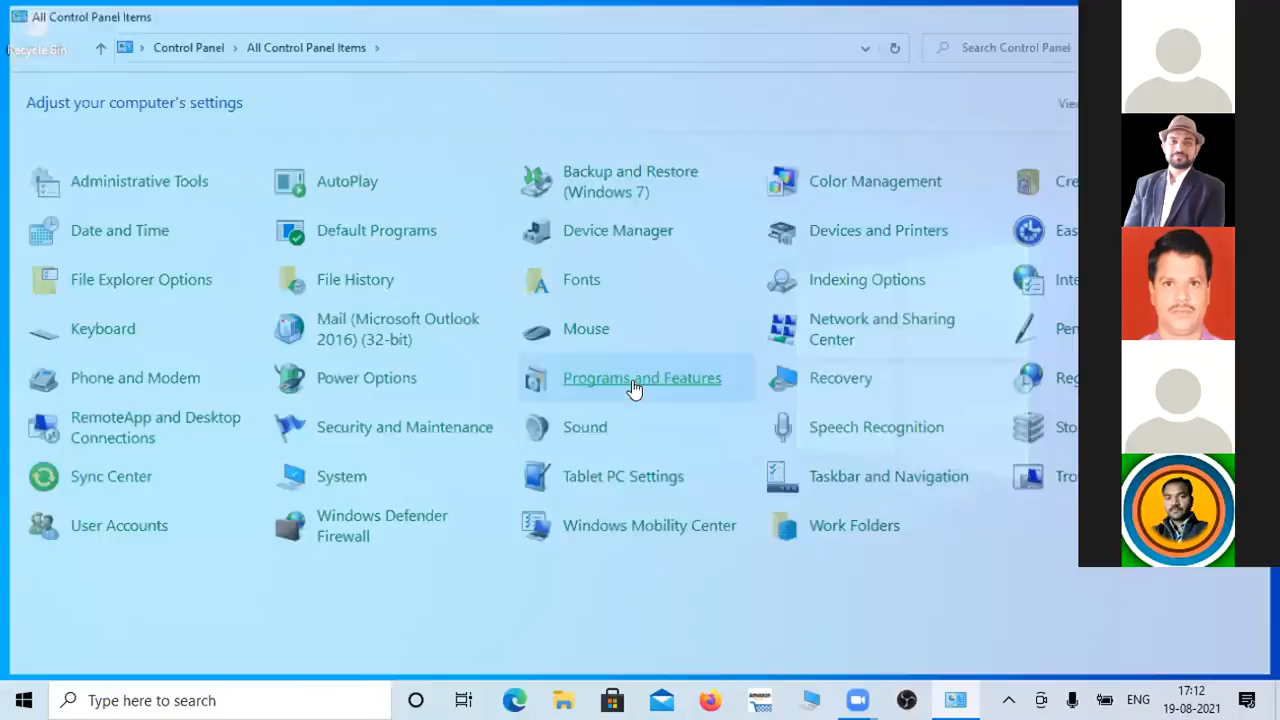 All Control Panel Items
Recycle Bin
Control Panel
All Control Panel Items
Search Control Panel
Adjust your computer's settings
Administrative Tools
AutoPlay
Backup and Restore
(Windows 7)
Color Management
Date and Time
Default Programs
Device Manager
Devices and Printers
File Explorer Options
File History
Fonts
Indexing Options
Keyboard
Mail (Microsoft Outlook
2016) (32-bit)
Mouse
Network and Sharing
Center
Phone and Modem
Power Options
Programs and Features
Recovery
RemoteApp and Desktop
Connections
Security and Maintenance
Sound
Speech Recognition
Sync Center
System
Tablet PC Settings
Taskbar and Navigation
User Accounts
Windows Defender
Firewall
Windows Mobility Center
Work Folders
Type here to search
amazon
ENG
17:12
19-08-2021